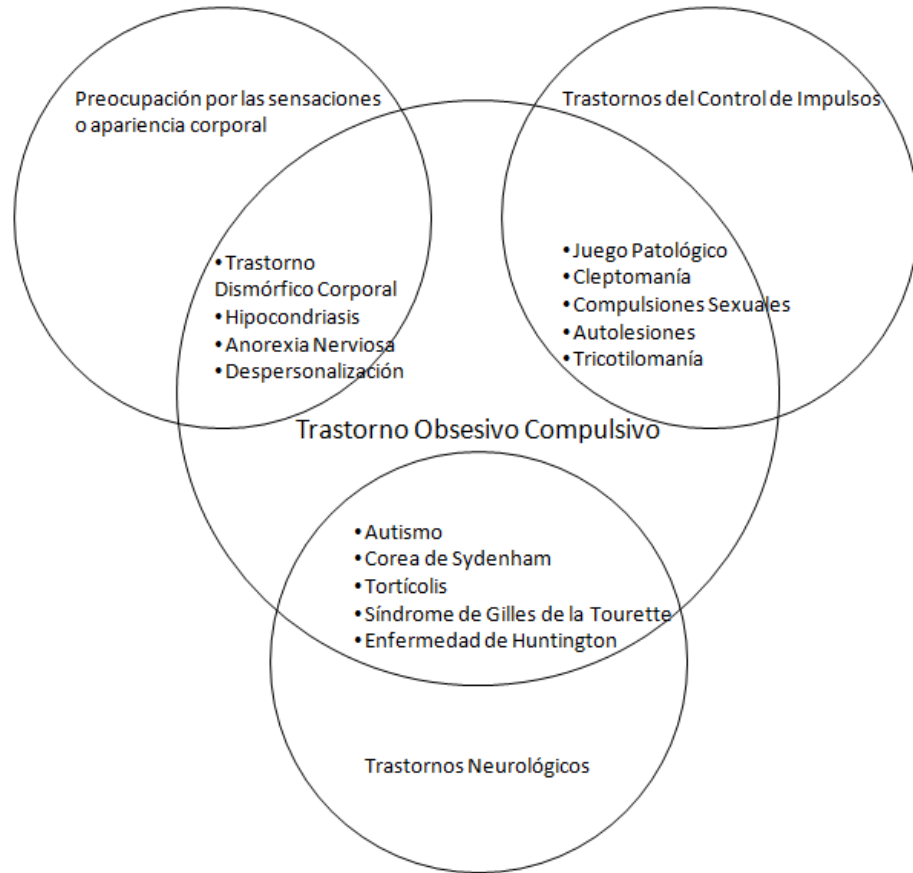 Preocupación por las sensaciones
o apariencia corporal
Trastornos del Control de Impulsos
•Trastorno
Dismórfico Corporal
•Hipocondriasis
•Anorexia Nerviosa
•Despersonalización
•Juego Patológico
•Cleptomanía
•Compulsiones Sexuales
•Autolesiones
•Tricotilomanía
Trastorno Obsesivo Compulsivo
•Autismo
•Corea de Sydenham
•Tortícolis
•Síndrome de Gilles de la Tourette
•Enfermedad de Huntington
Trastornos Neurológicos